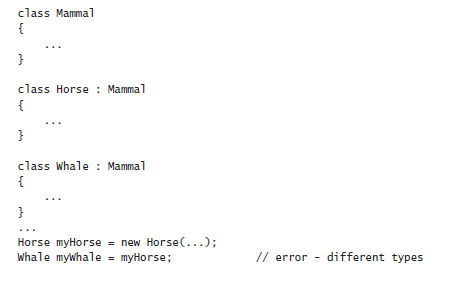 class Mammal
{
    ...
}
class Horse : Mammal
{
    ...
}
class Whale : Mammal
{
    ...
}
...
Horse myHorse = new Horse(...);
Whale myWhale = myHorse;            // error - different types